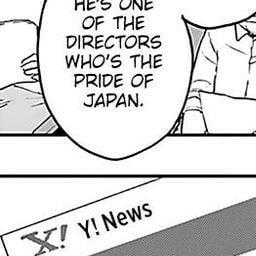 HE'S ONE
OF THE
DIRECTORS
WHO'S THE
PRIDE OF
JAPAN.
X! Y! News